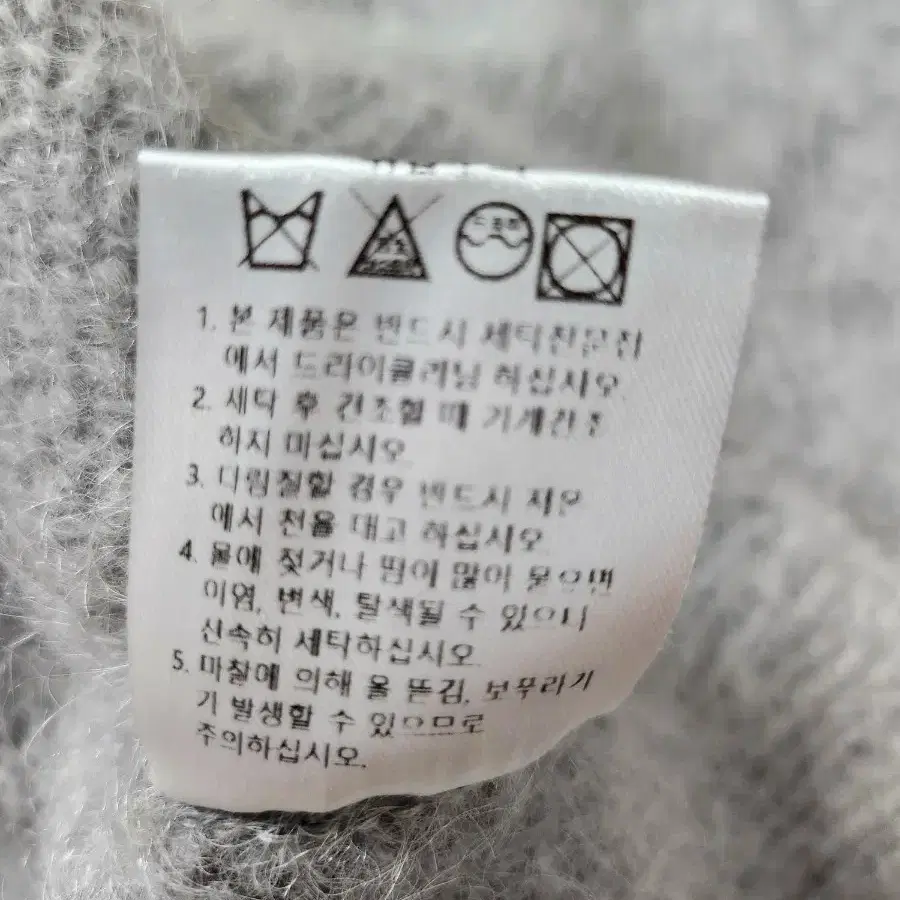 드라이
1. 본 제품은 반드시 세탁전문점
에서 드라이클리닝 하십시오.
2. 세탁 후 건조할 때 기계건조
하지 마십시오.
3. 다림질할 경우 반드시 저온
에서 천을 대고 하십시오.
4. 물에 젖거나 땀이 많이 묻으면
이염, 변색, 탈색될 수 있으니
신속히 세탁하십시오.
5. 마찰에 의해 올 뜯김, 보푸라기
가 발생할 수 있으므로
주의하십시오.